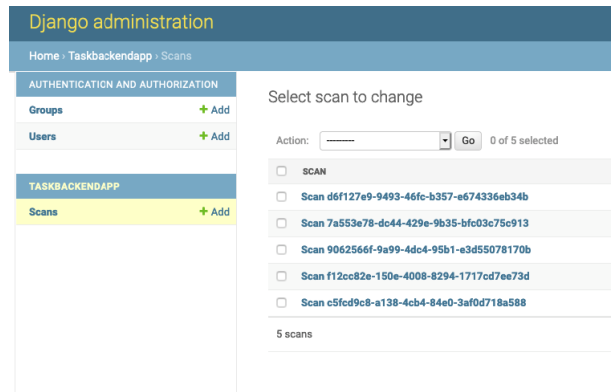 Django administration
Home › Taskbackendapp › Scans
AUTHENTICATION AND AUTHORIZATION
Groups + Add
Users + Add
TASKBACKENDAPP
Scans + Add
Select scan to change
Action: --------- Go 0 of 5 selected
SCAN
Scan d6f127e9-9493-46fc-b357-e674336eb34b
Scan 7a553e78-dc44-429e-9b35-bfc03c75c913
Scan 9062566f-9a99-4dc4-95b1-e3d55078170b
Scan f12cc82e-150e-4008-8294-1717cd7ee73d
Scan c5fcd9c8-a138-4cb4-84e0-3af0d718a588
5 scans